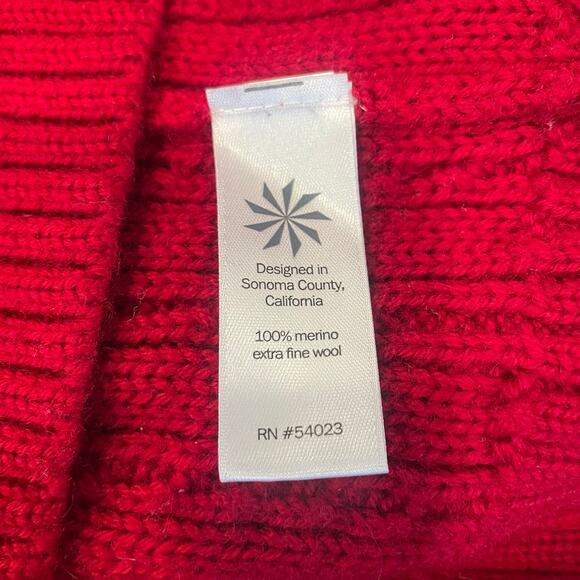 Designed in
Sonoma County,
California
100% merino
extra fine wool
RN #54023